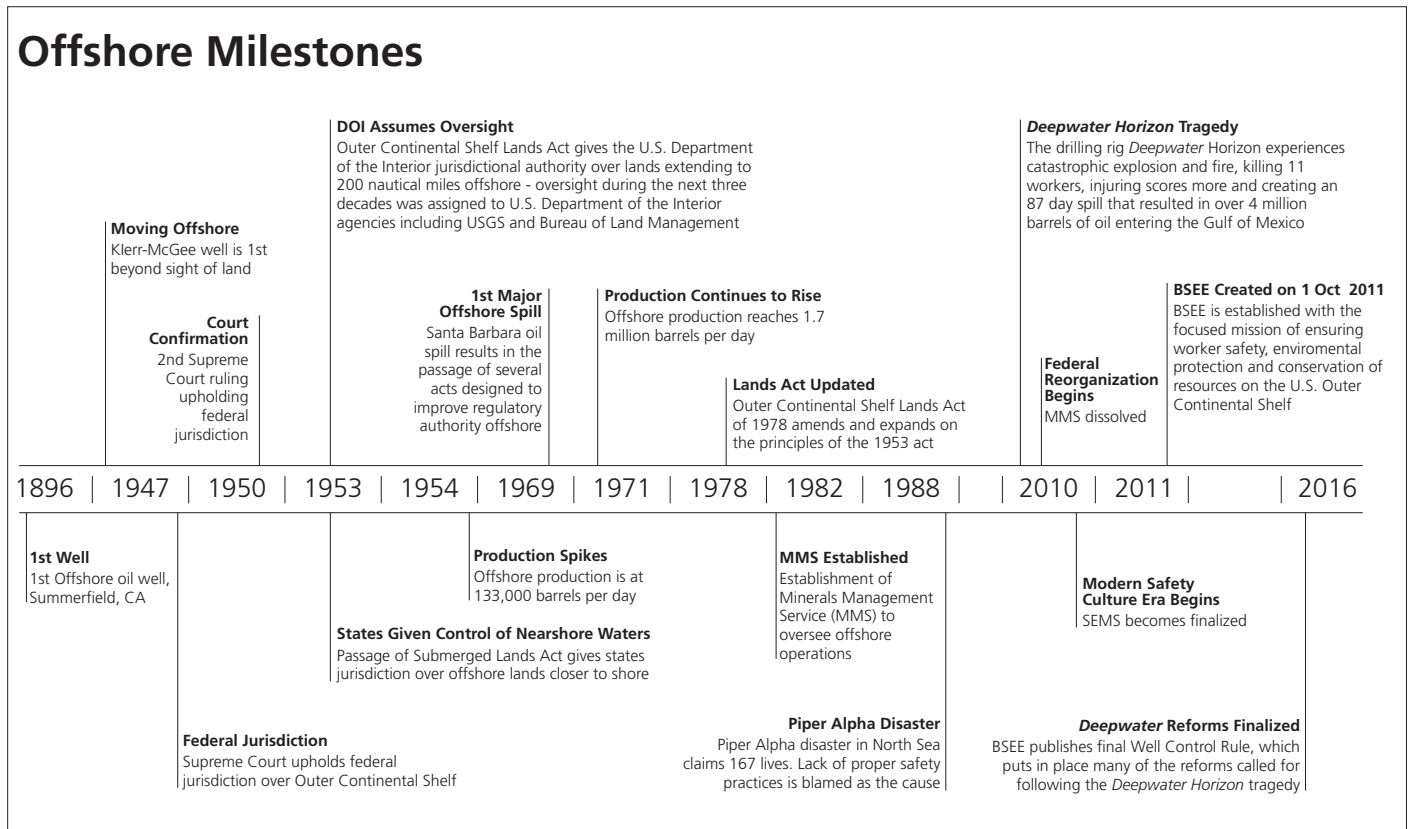 Offshore Milestones
DOI Assumes Oversight
Outer Continental Shelf Lands Act gives the U.S. Department
of the Interior jurisdictional authority over lands extending to
200 nautical miles offshore - oversight during the next three
decades was assigned to U.S. Department of the Interior
agencies including USGS and Bureau of Land Management
Deepwater Horizon Tragedy
The drilling rig Deepwater Horizon experiences
catastrophic explosion and fire, killing 11
workers, injuring scores more and creating an
87 day spill that resulted in over 4 million
barrels of oil entering the Gulf of Mexico
Moving Offshore
Klerr-McGee well is 1st
beyond sight of land
Court
Confirmation
2nd Supreme
Court ruling
upholding
federal
jurisdiction
1st Major
Offshore Spill
Santa Barbara oil
spill results in the
passage of several
acts designed to
improve regulatory
authority offshore
Production Continues to Rise
Offshore production reaches 1.7
million barrels per day
Lands Act Updated
Outer Continental Shelf Lands Act
of 1978 amends and expands on
the principles of the 1953 act
Federal
Reorganization
Begins
MMS dissolved
BSEE Created on 1 Oct 2011
BSEE is established with the
focused mission of ensuring
worker safety, enviromental
protection and conservation of
resources on the U.S. Outer
Continental Shelf
1896 | 1947 | 1950 | 1953 | 1954 | 1969 | 1971 | 1978 | 1982 | 1988 | | 2010 | 2011 | | 2016
1st Well
1st Offshore oil well,
Summerfield, CA
Production Spikes
Offshore production is at
133,000 barrels per day
States Given Control of Nearshore Waters
Passage of Submerged Lands Act gives states
jurisdiction over offshore lands closer to shore
Federal Jurisdiction
Supreme Court upholds federal
jurisdiction over Outer Continental Shelf
MMS Established
Establishment of
Minerals Management
Service (MMS) to
oversee offshore
operations
Piper Alpha Disaster
Piper Alpha disaster in North Sea
claims 167 lives. Lack of proper safety
practices is blamed as the cause
Modern Safety
Culture Era Begins
SEMS becomes finalized
Deepwater Reforms Finalized
BSEE publishes final Well Control Rule, which
puts in place many of the reforms called for
following the Deepwater Horizon tragedy